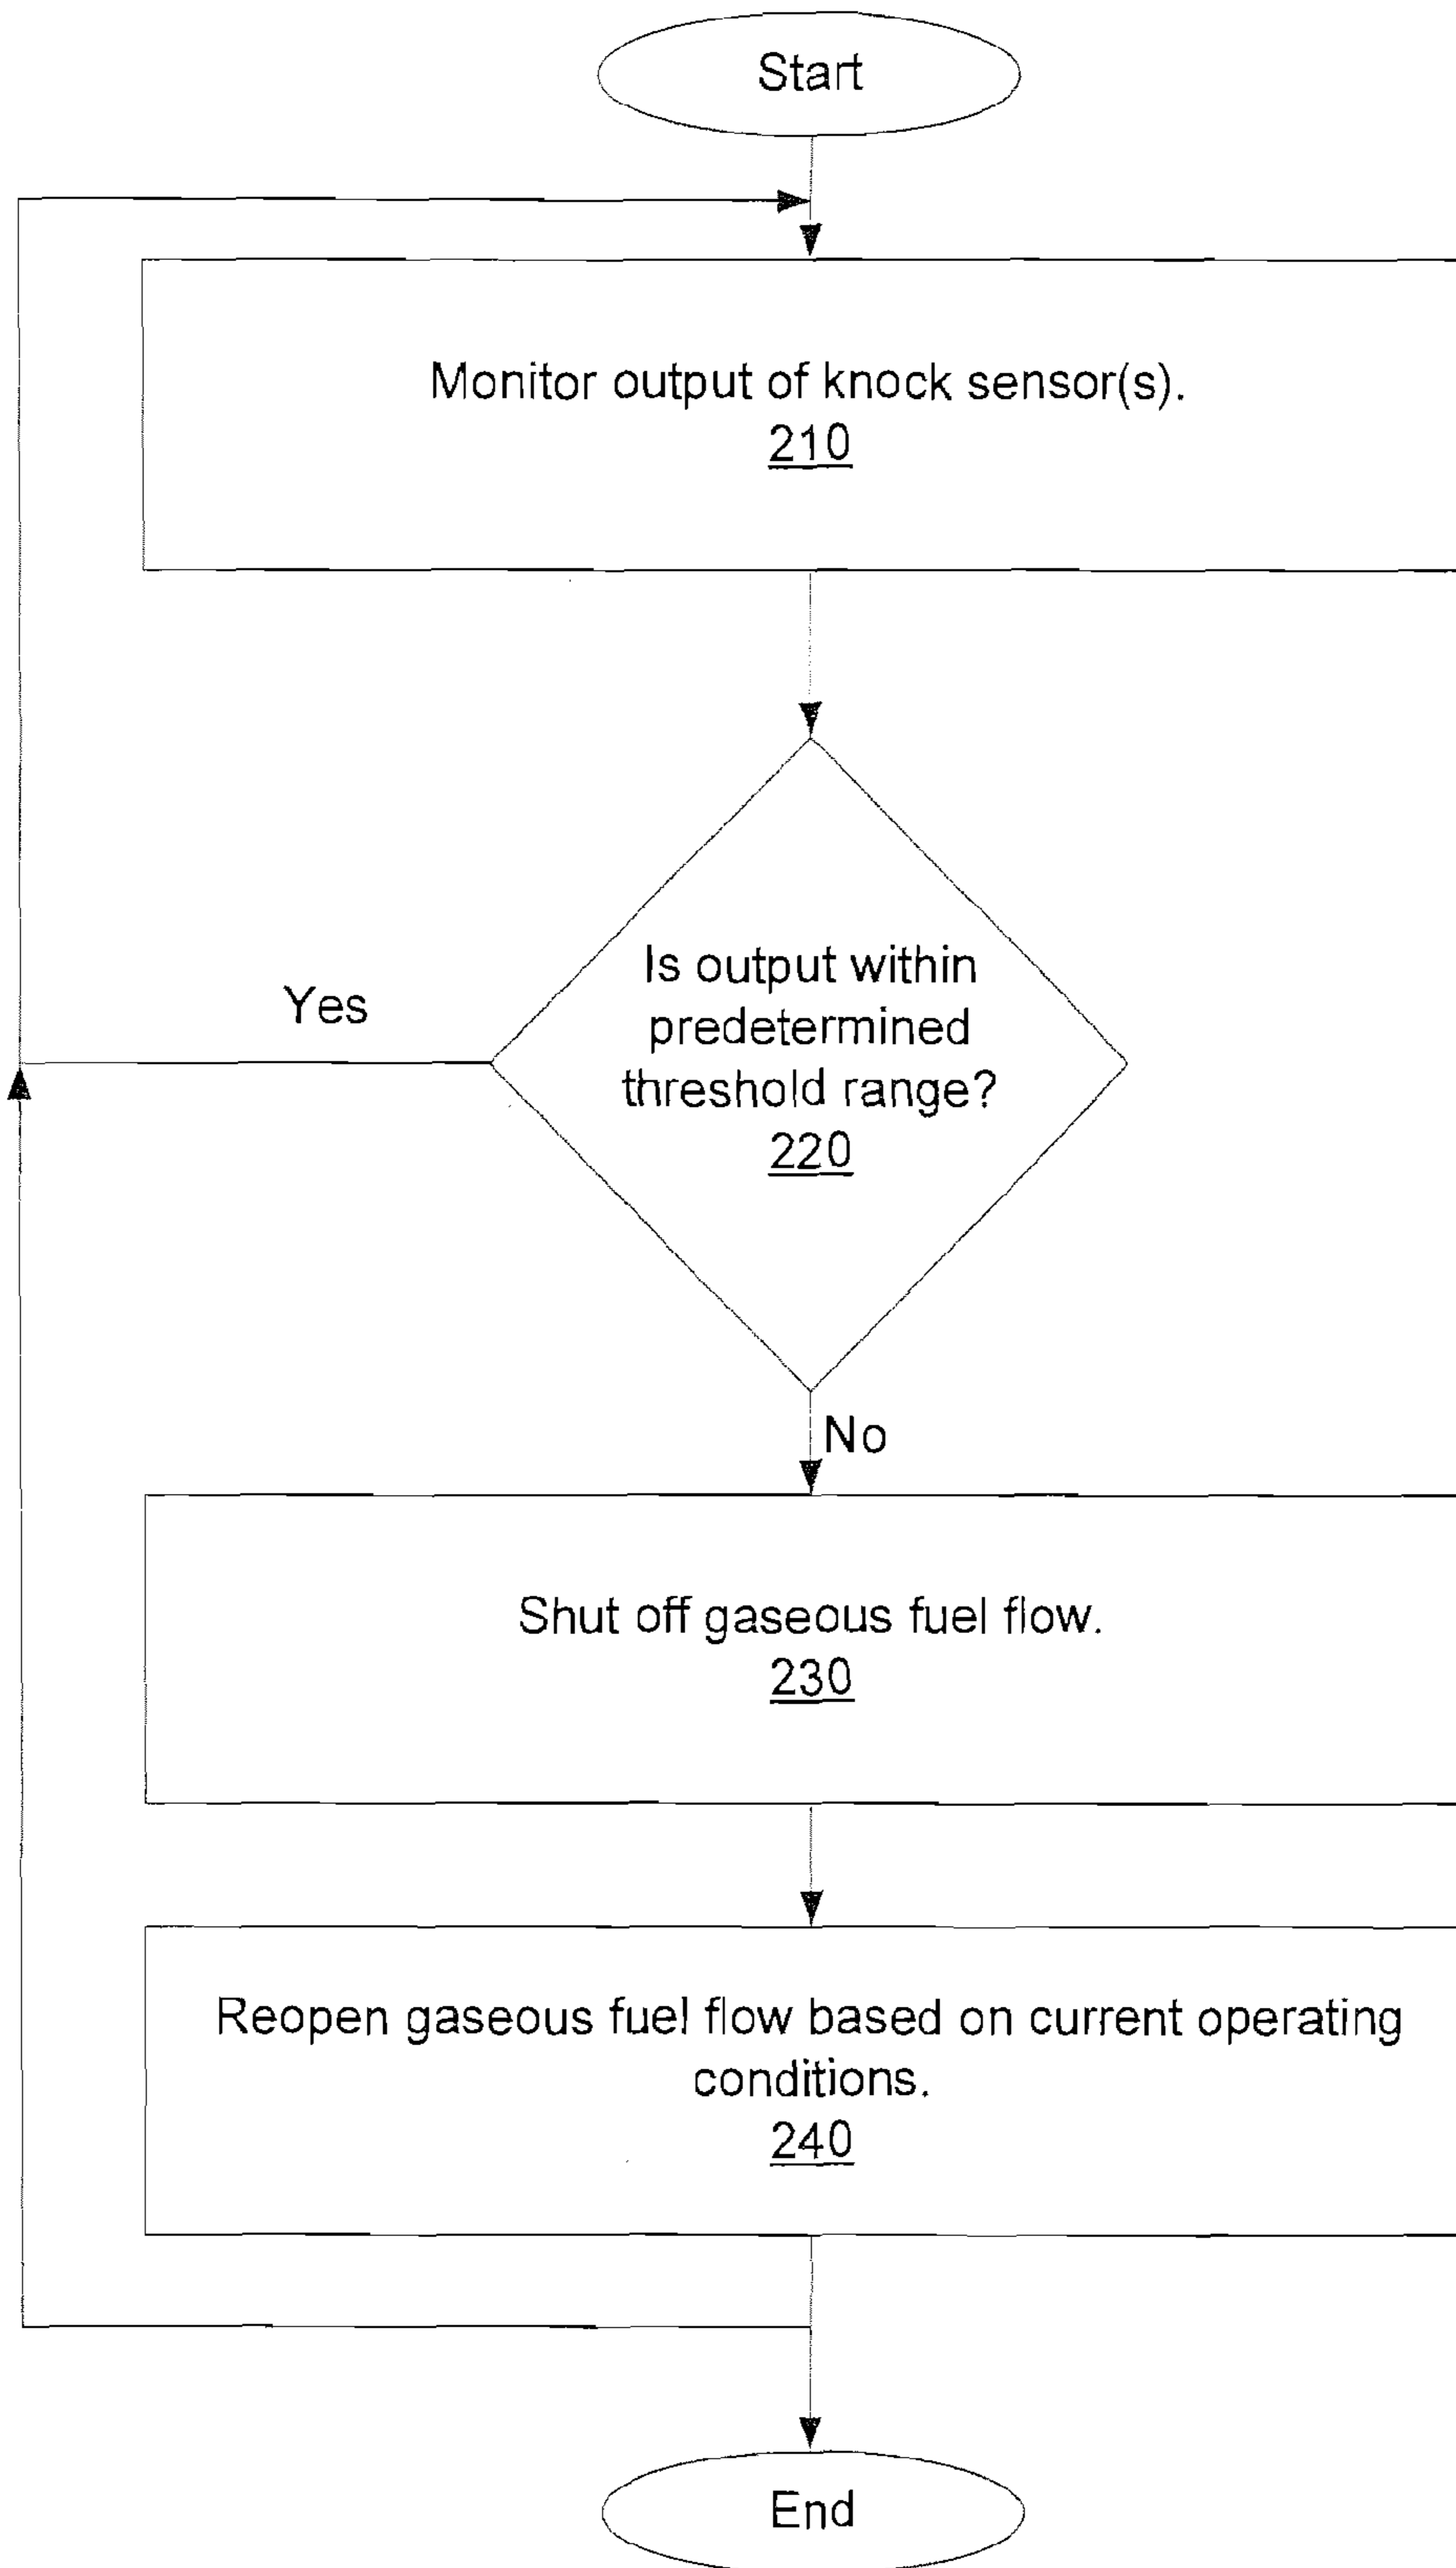 Start
Monitor output of knock sensor(s).
210
Is output within
predetermined
threshold range?
220
Yes
No
Shut off gaseous fuel flow.
230
Reopen gaseous fuel flow based on current operating
conditions.
240
End